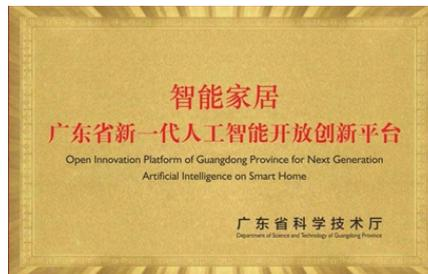 智能家居
广东省新一代人工智能开放创新平台
Open Innovation Platform of Guangdong Province for Next Generation
Artificial Intelligence on Smart Home
广东省科学技术厅
Department of Science and Technology of Guangdong Province